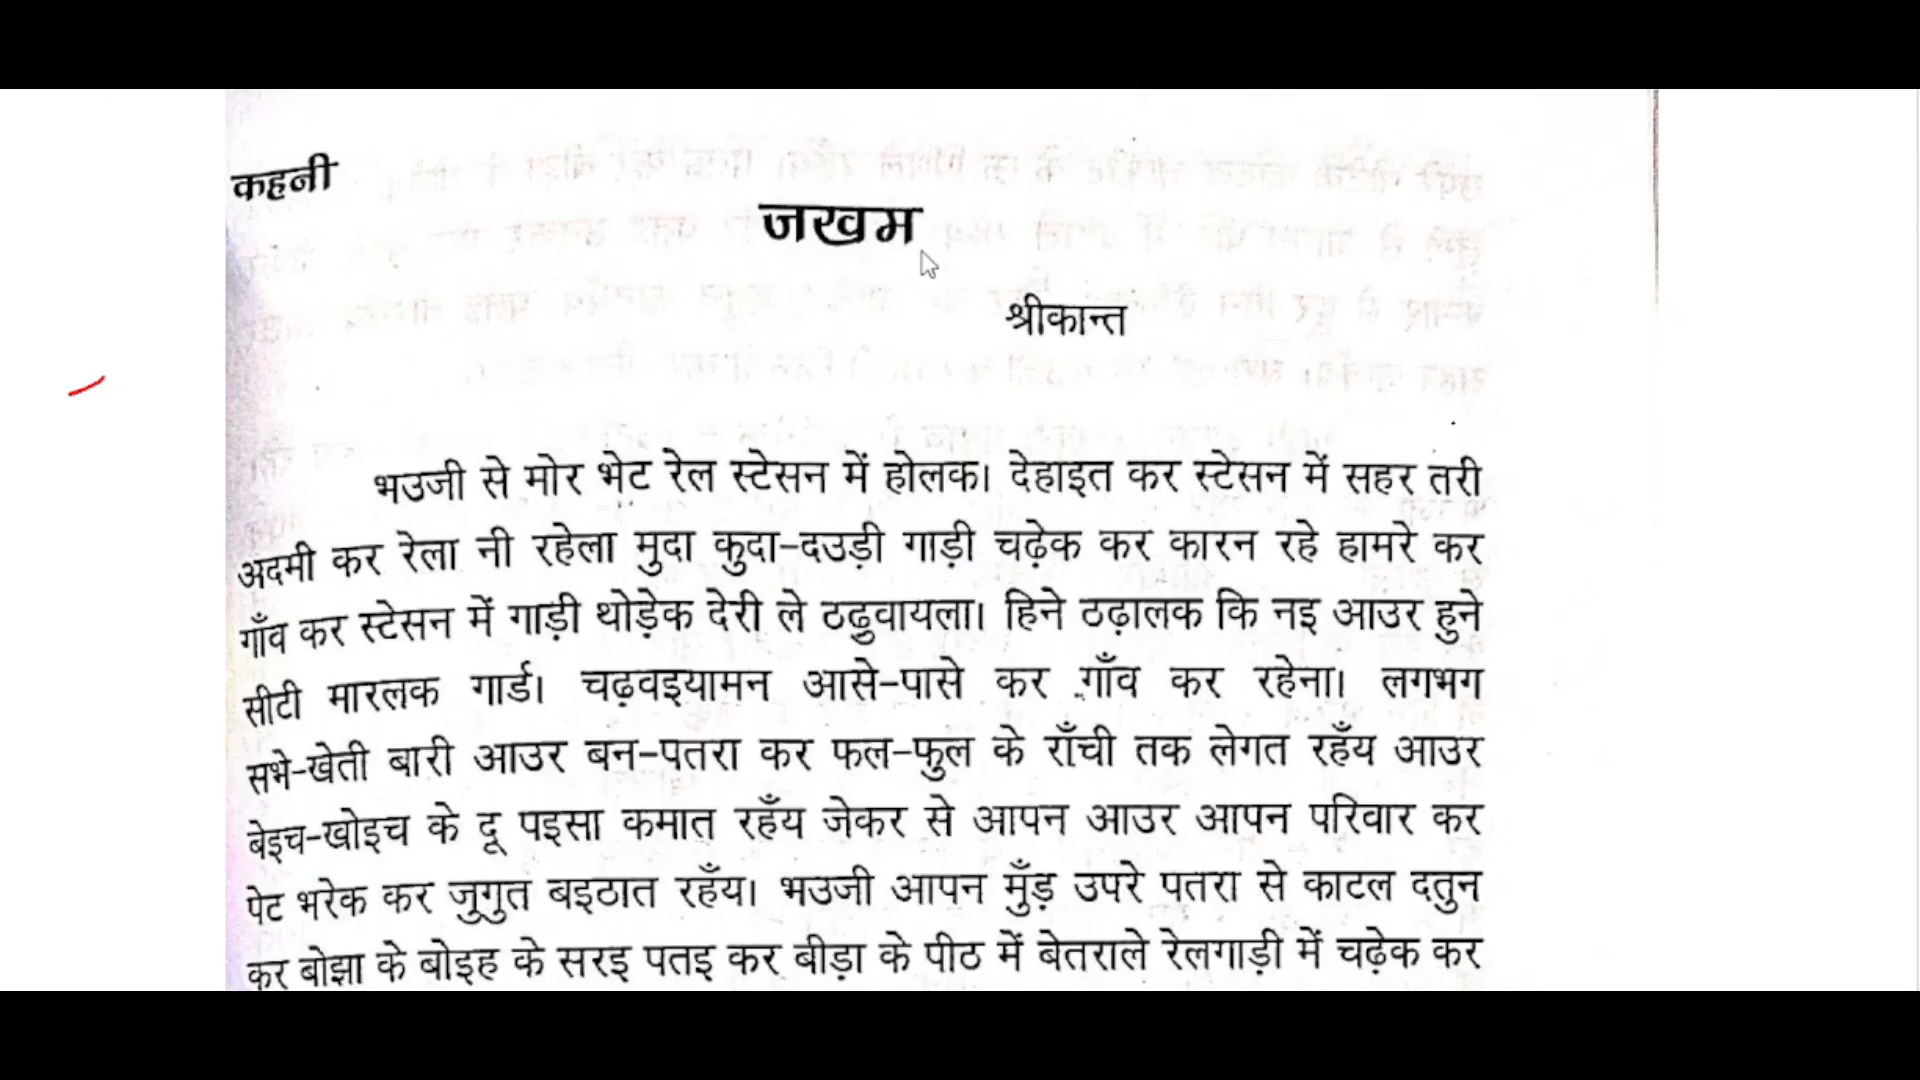 कहनी
जखम
श्रीकान्त
भउजी से मोर भेट रेल स्टेसन में होलक। देहाइत कर स्टेसन में सहर तरी
अदमी कर रेला नी रहेला मुदा कुदा-दउड़ी गाड़ी चढ़ेक कर कारन रहे हामरे कर
गाँव कर स्टेसन में गाड़ी थोड़ेक देरी ले ठढुवायला। हिने ठढ़ालक कि नइ आउर हुने
सीटी मारलक गार्ड। चढ़वइयामन आसे-पासे कर गाँव कर रहेना। लगभग
सभे-खेती बारी आउर बन-पतरा कर फल-फुल के राँची तक लेगत रहँय आउर
बेइच-खोइच के दू पइसा कमात रहँय जेकर से आपन आउर आपन परिवार कर
पेट भरेक कर जुगुत बइठात रहँय। भउजी आपन मुँड़ उपरे पतरा से काटल दतुन
कर बोझा के बोइह के सरइ पतइ कर बीड़ा के पीठ में बेतराले रेलगाड़ी में चढ़ेक कर